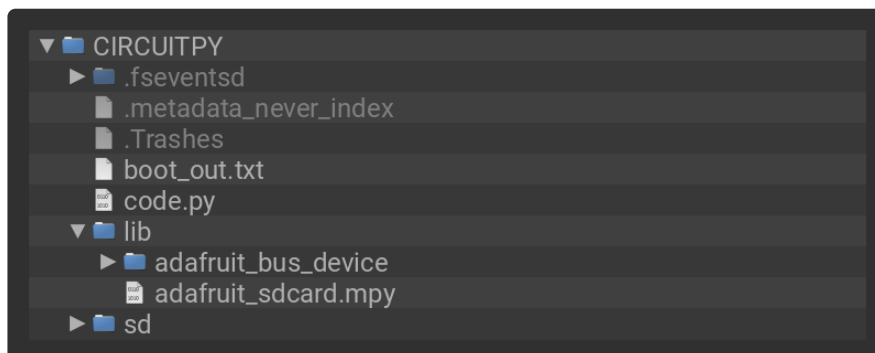 CIRCUITPY
.fseventsd
.metadata_never_index
.Trashes
boot_out.txt
code.py
lib
adafruit_bus_device
adafruit_sdcard.mpy
sd